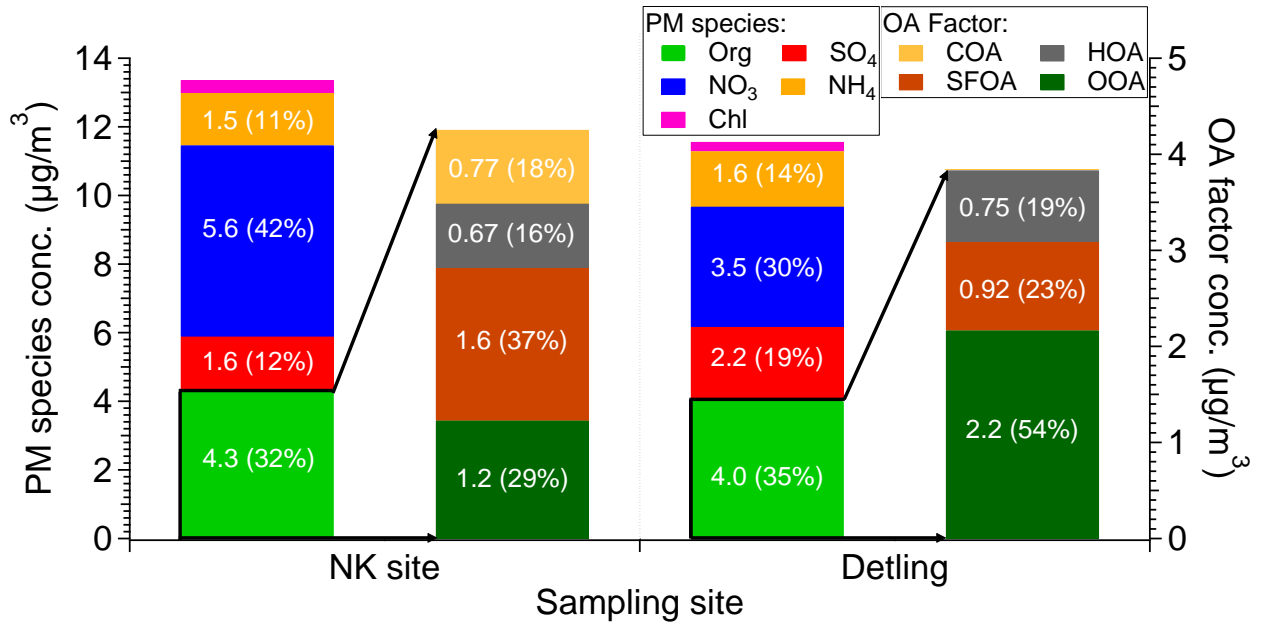 PM species:
Org
SO4
NO3
NH4
Chl
OA Factor:
COA
HOA
SFOA
OOA
PM species conc. (µg/m3)
14
12
10
8
6
4
2
0
1.5 (11%)
5.6 (42%)
1.6 (12%)
4.3 (32%)
0.77 (18%)
0.67 (16%)
1.6 (37%)
1.2 (29%)
1.6 (14%)
3.5 (30%)
2.2 (19%)
4.0 (35%)
0.75 (19%)
0.92 (23%)
2.2 (54%)
5
4
3
2
1
0
OA factor conc. (µg/m3)
NK site
Detling
Sampling site